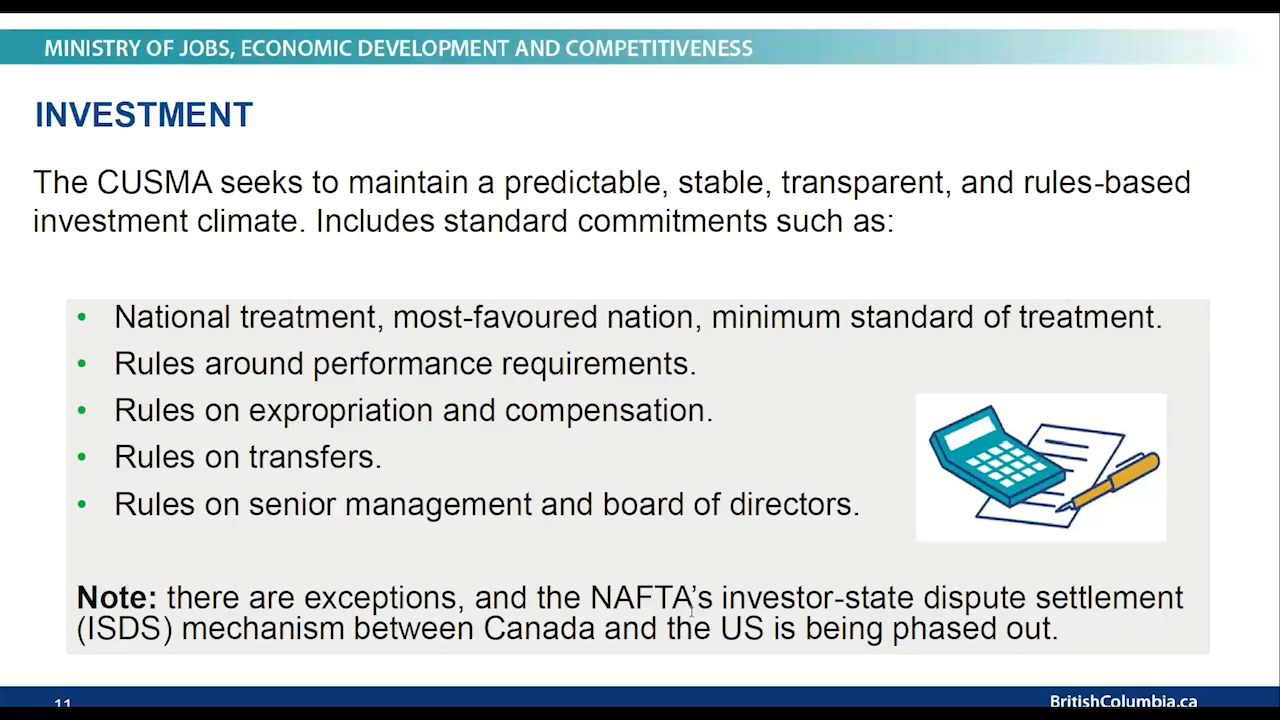 MINISTRY OF JOBS, ECONOMIC DEVELOPMENT AND COMPETITIVENESS
INVESTMENT
The CUSMA seeks to maintain a predictable, stable, transparent, and rules-based
investment climate. Includes standard commitments such as:
• National treatment, most-favoured nation, minimum standard of treatment.
• Rules around performance requirements.
• Rules on expropriation and compensation.
• Rules on transfers.
• Rules on senior management and board of directors.
Note: there are exceptions, and the NAFTA's investor-state dispute settlement
(ISDS) mechanism between Canada and the US is being phased out.
11
BritishColumbia.ca